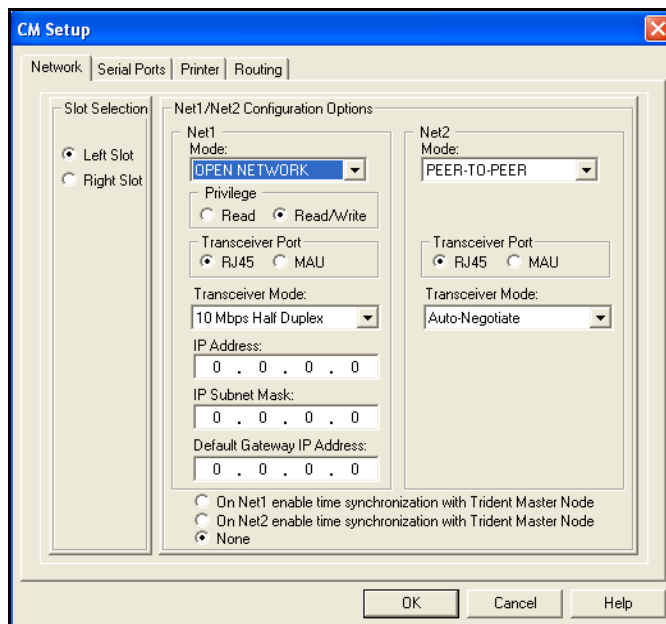 CM Setup
Network Serial Ports Printer Routing
Slot Selection
Left Slot
Right Slot
Net1/Net2 Configuration Options
Net1
Mode:
OPEN NETWORK
Privilege
Read Read/Write
Transceiver Port
RJ45 MAU
Transceiver Mode:
10 Mbps Half Duplex
IP Address:
0 . 0 . 0 . 0
IP Subnet Mask:
0 . 0 . 0 . 0
Default Gateway IP Address:
0 . 0 . 0 . 0
Net2
Mode:
PEER-TO-PEER
Transceiver Port
RJ45 MAU
Transceiver Mode:
Auto-Negotiate
On Net1 enable time synchronization with Trident Master Node
On Net2 enable time synchronization with Trident Master Node
None
OK Cancel Help